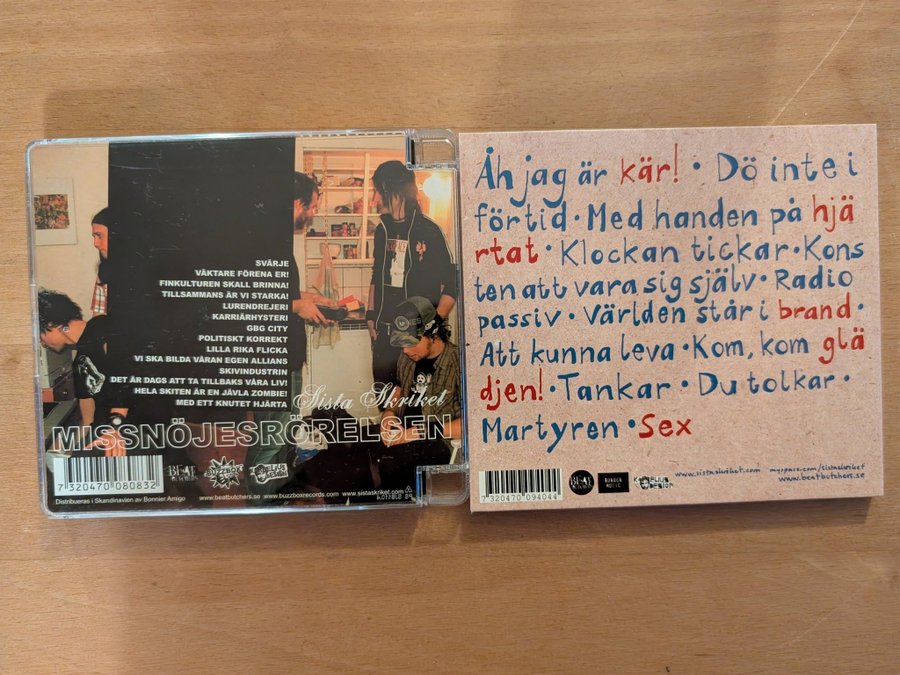 SVÄRJE
VÄKTARE FÖRENA ER!
FINKULTUREN SKALL BRINNA!
TILLSAMMANS ÄR VI STARKA!
LURENDREJERI
KARRIÄRHYSTERI
GBG CITY
POLITISKT KORREKT
LILLA RIKA FLICKA
VI SKA BILDA VÅRAN EGEN ALLIANS
SKIVINDUSTRIN
DET ÄR DAGS ATT TA TILLBAKS VÅRA LIV!
HELA SKITEN ÄR EN JÄVLA ZOMBIE!
MED ETT KNUTET HJÄRTA
Sista Skriket
MISSNÖJESRÖRELSEN
7 320470 080832
BEAT
BUZZBOX
Distribueras i Skandinavien av Bonnier Amigo
www.beatbutchers.se
www.buzzboxrecords.com
www.sistaskriket.com
Åh jag är kär! · Dö inte i
förtid · Med handen på hjä
rtat · Klockan tickar · Kons
ten att vara sig själv · Radio
passiv · Världen står i brand ·
Att kunna leva · Kom, kom glä
djen! · Tankar · Du tolkar ·
Martyren · Sex
7 320470 094044
BEAT
www.sistaskriket.com
myspace.com/sistaskriket
www.beatbutchers.se